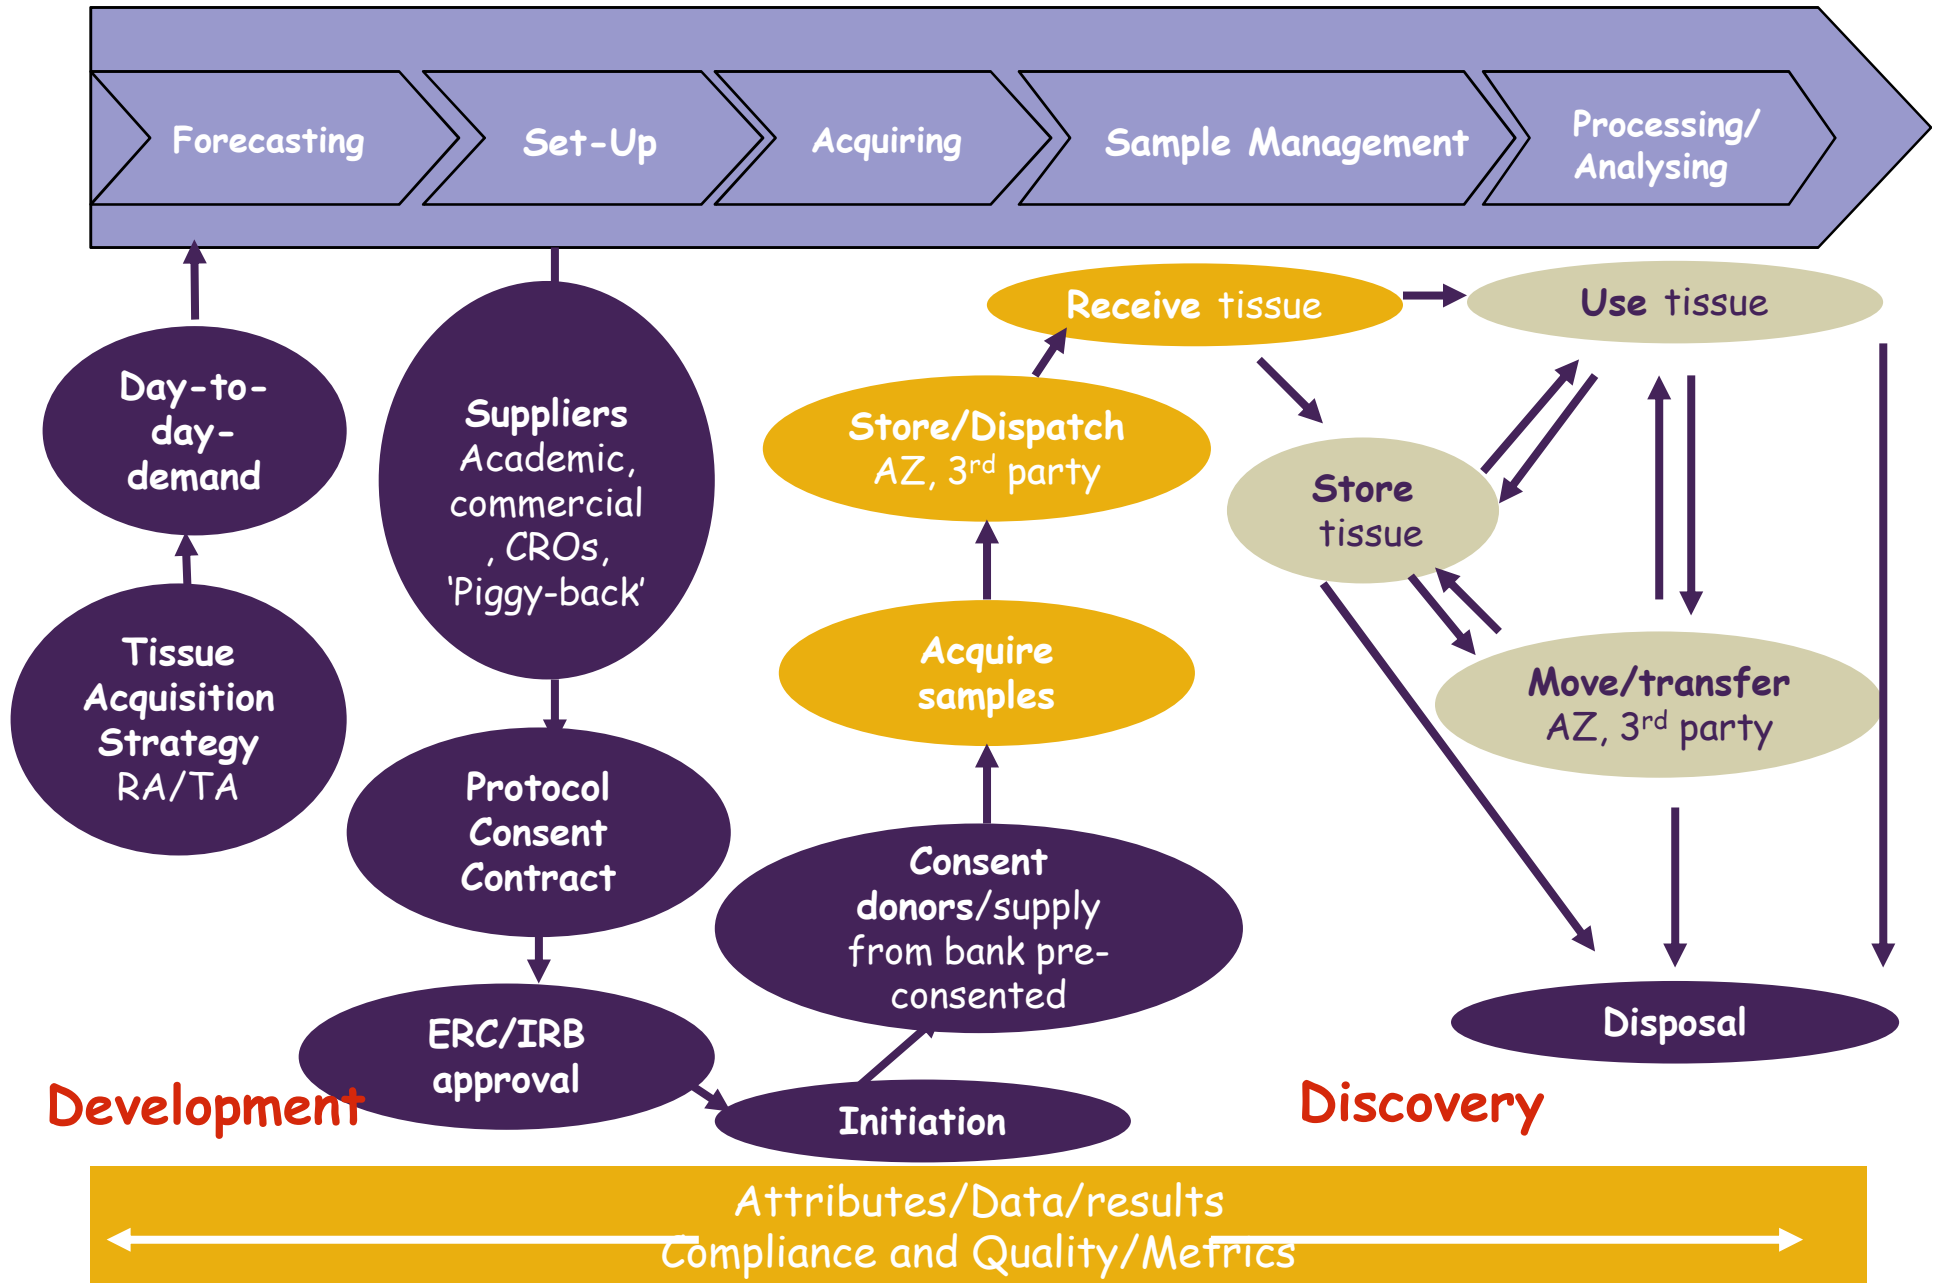 Forecasting
Set-Up
Acquiring
Sample Management
Processing/
Analysing
Day-to-
day-
demand
Tissue
Acquisition
Strategy
RA/TA
Suppliers
Academic,
commercial
, CROs,
‘Piggy-back’
Protocol
Consent
Contract
ERC/IRB
approval
Initiation
Consent
donors/supply
from bank pre-
consented
Acquire
samples
Store/Dispatch
AZ, 3rd party
Receive tissue
Use tissue
Store
tissue
Move/transfer
AZ, 3rd party
Disposal
Development
Discovery
Attributes/Data/results
Compliance and Quality/Metrics